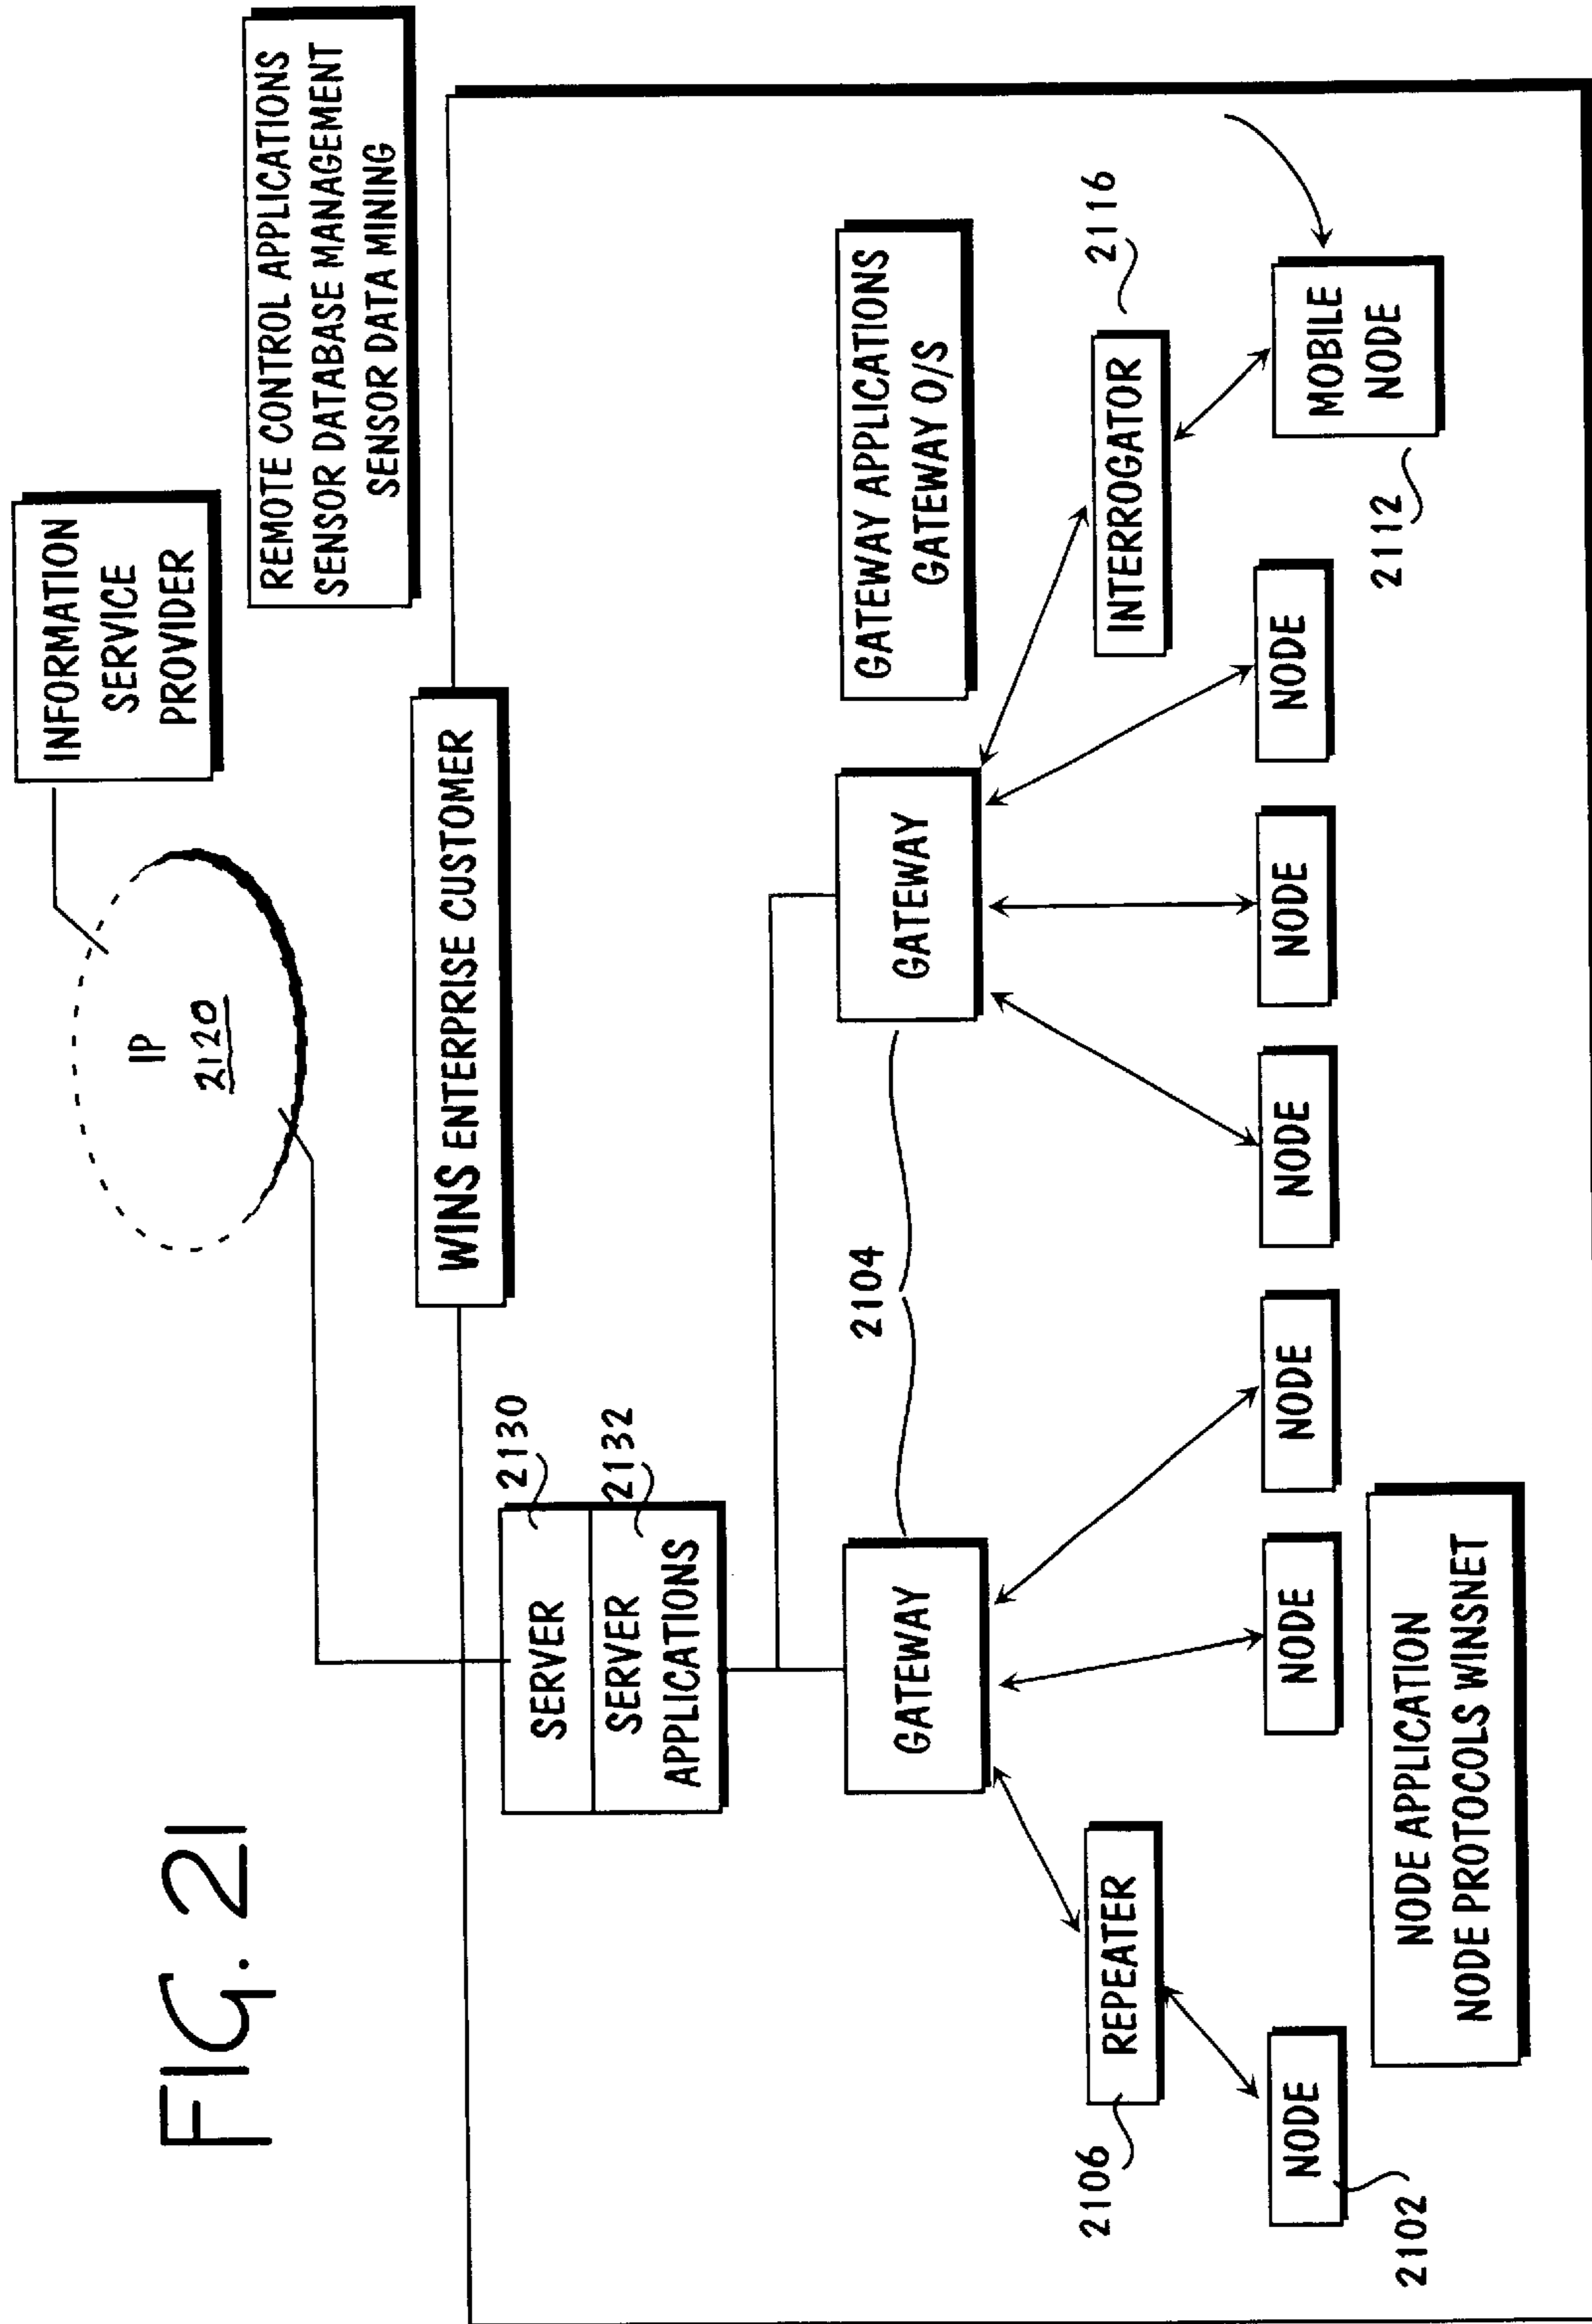 FIG. 21
INFORMATION
SERVICE
PROVIDER
IP
2120
REMOTE CONTROL APPLICATIONS
SENSOR DATABASE MANAGEMENT
SENSOR DATA MINING
WINS ENTERPRISE CUSTOMER
SERVER
2130
SERVER
APPLICATIONS
2132
GATEWAY
2104
GATEWAY
GATEWAY APPLICATIONS
GATEWAY O/S
2106
REPEATER
INTERROGATOR
2116
NODE
NODE
NODE
NODE
NODE
NODE
MOBILE
NODE
2102
2112
NODE APPLICATION
NODE PROTOCOLS WINSNET